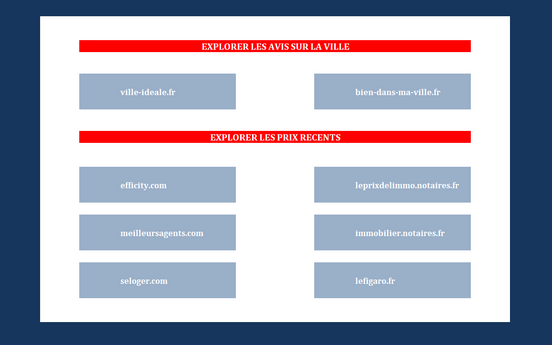 EXPLORER LES AVIS SUR LA VILLE
ville-ideale.fr
bien-dans-ma-ville.fr
EXPLORER LES PRIX RECENTS
efficity.com
leprixdelimmo.notaires.fr
meilleursagents.com
immobilier.notaires.fr
seloger.com
lefigaro.fr